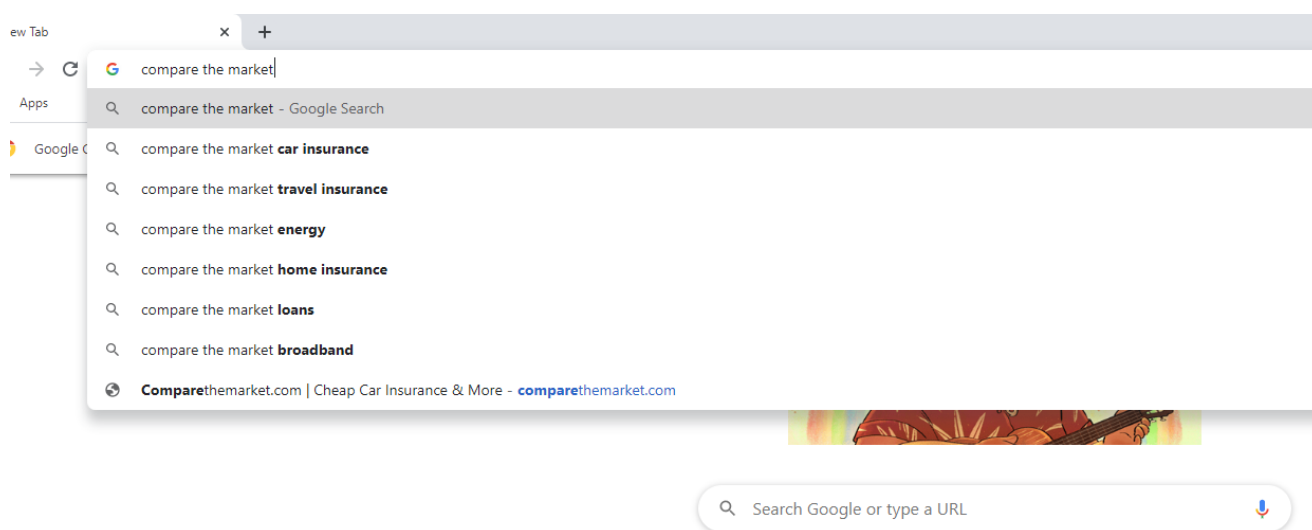 ew Tab
compare the market
Apps
compare the market - Google Search
Google
compare the market car insurance
compare the market travel insurance
compare the market energy
compare the market home insurance
compare the market loans
compare the market broadband
Comparethemarket.com | Cheap Car Insurance & More - comparethemarket.com
Search Google or type a URL